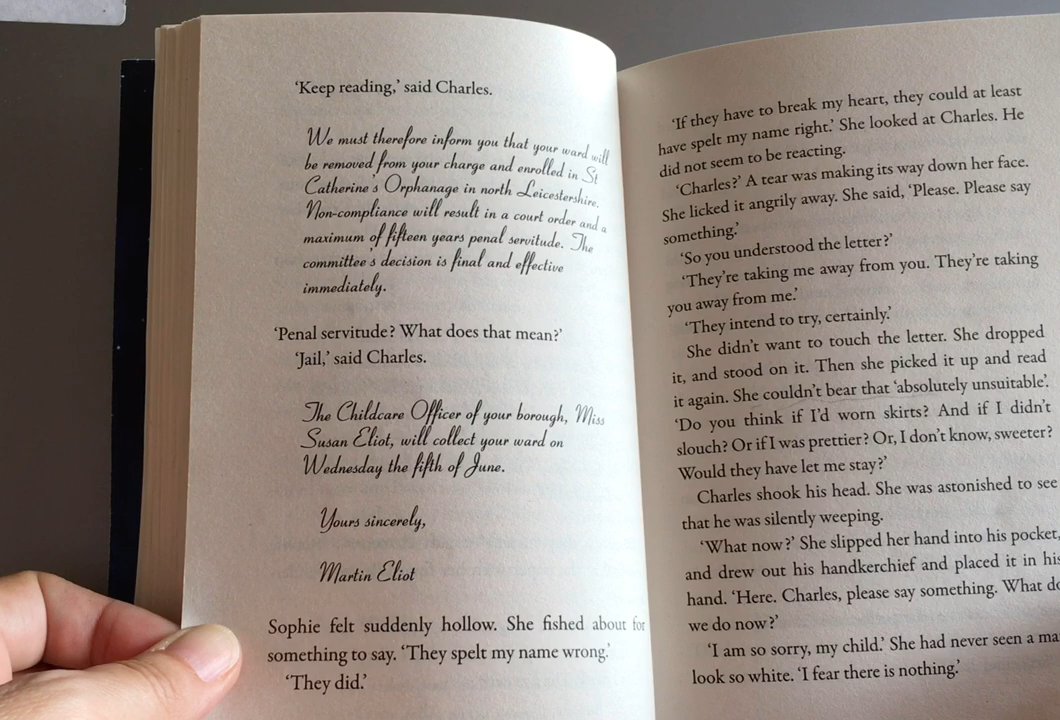 ‘Keep reading,’ said Charles.
We must therefore inform you that your ward will
be removed from your charge and enrolled in St
Catherine's Orphanage in north Leicestershire.
Non-compliance will result in a court order and a
maximum of fifteen years penal servitude. The
committee's decision is final and effective
immediately.
‘Penal servitude? What does that mean?’
‘Jail,’ said Charles.
The Childcare Officer of your borough, Miss
Susan Eliot, will collect your ward on
Wednesday the fifth of June.
Yours sincerely,
Martin Eliot
Sophie felt suddenly hollow. She fished about for
something to say. ‘They spelt my name wrong.’
‘They did.’
‘If they have to break my heart, they could at least
have spelt my name right.’ She looked at Charles. He
did not seem to be reacting.
‘Charles?’ A tear was making its way down her face.
She licked it angrily away. She said, ‘Please. Please say
something.’
‘So you understood the letter?’
‘They’re taking me away from you. They’re taking
you away from me.’
‘They intend to try, certainly.’
She didn’t want to touch the letter. She dropped
it, and stood on it. Then she picked it up and read
it again. She couldn’t bear that ‘absolutely unsuitable’.
‘Do you think if I’d worn skirts? And if I didn’t
slouch? Or if I was prettier? Or, I don’t know, sweeter?
Would they have let me stay?’
Charles shook his head. She was astonished to see
that he was silently weeping.
‘What now?’ She slipped her hand into his pocket,
and drew out his handkerchief and placed it in his
hand. ‘Here. Charles, please say something. What do
we do now?’
‘I am so sorry, my child.’ She had never seen a
look so white. ‘I fear there is nothing.’